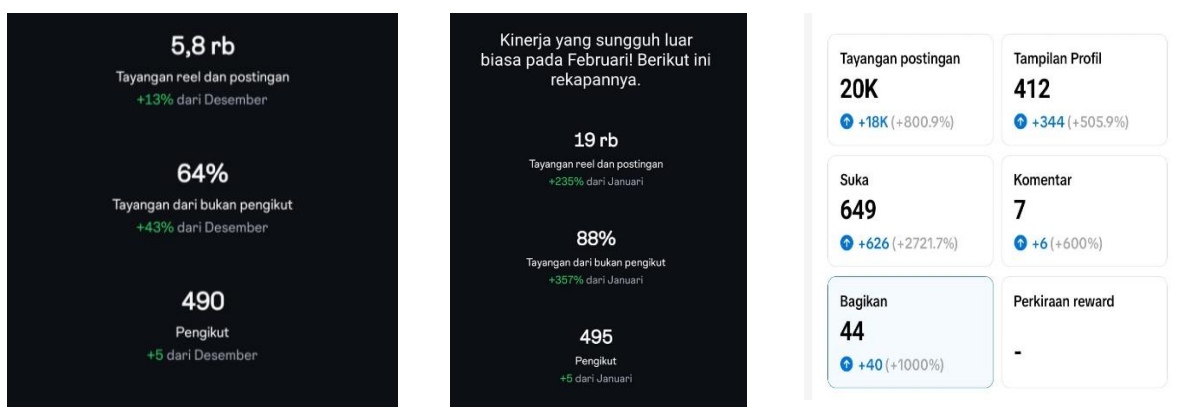 5,8 rb
Tayangan reel dan postingan
+13% dari Desember
64%
Tayangan dari bukan pengikut
+43% dari Desember
490
Pengikut
+5 dari Desember
Kinerja yang sungguh luar
biasa pada Februari! Berikut ini
rekapannya.
19 rb
Tayangan reel dan postingan
+235% dari Januari
88%
Tayangan dari bukan pengikut
+357% dari Januari
495
Pengikut
+5 dari Januari
Tayangan postingan
20K
+18K (+800.9%)
Tampilan Profil
412
+344 (+505.9%)
Suka
649
+626 (+2721.7%)
Komentar
7
+6 (+600%)
Bagikan
44
+40 (+1000%)
Perkiraan reward
-